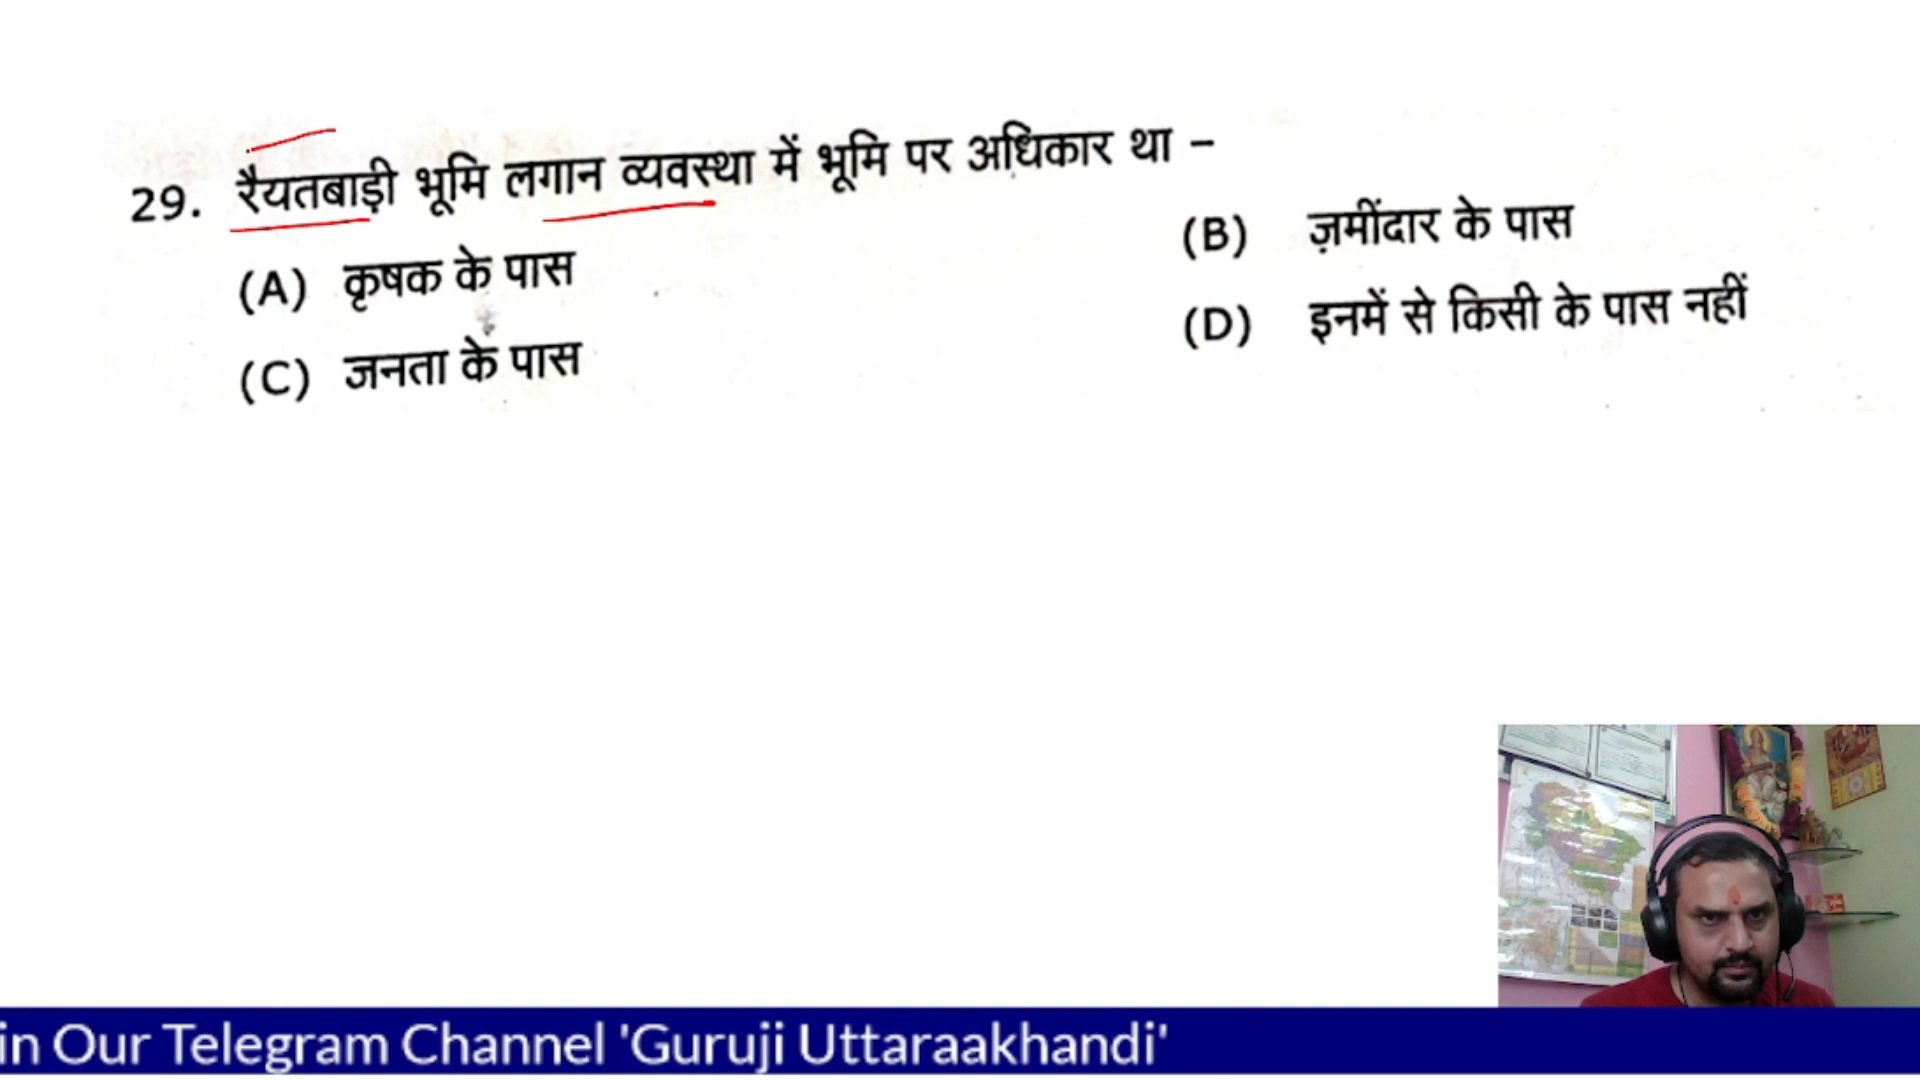 29. रैयतबाड़ी भूमि लगान व्यवस्था में भूमि पर अधिकार था –
(A) कृषक के पास
(B) ज़मींदार के पास
(C) जनता के पास
(D) इनमें से किसी के पास नहीं
in Our Telegram Channel 'Guruji Uttaraakhandi'